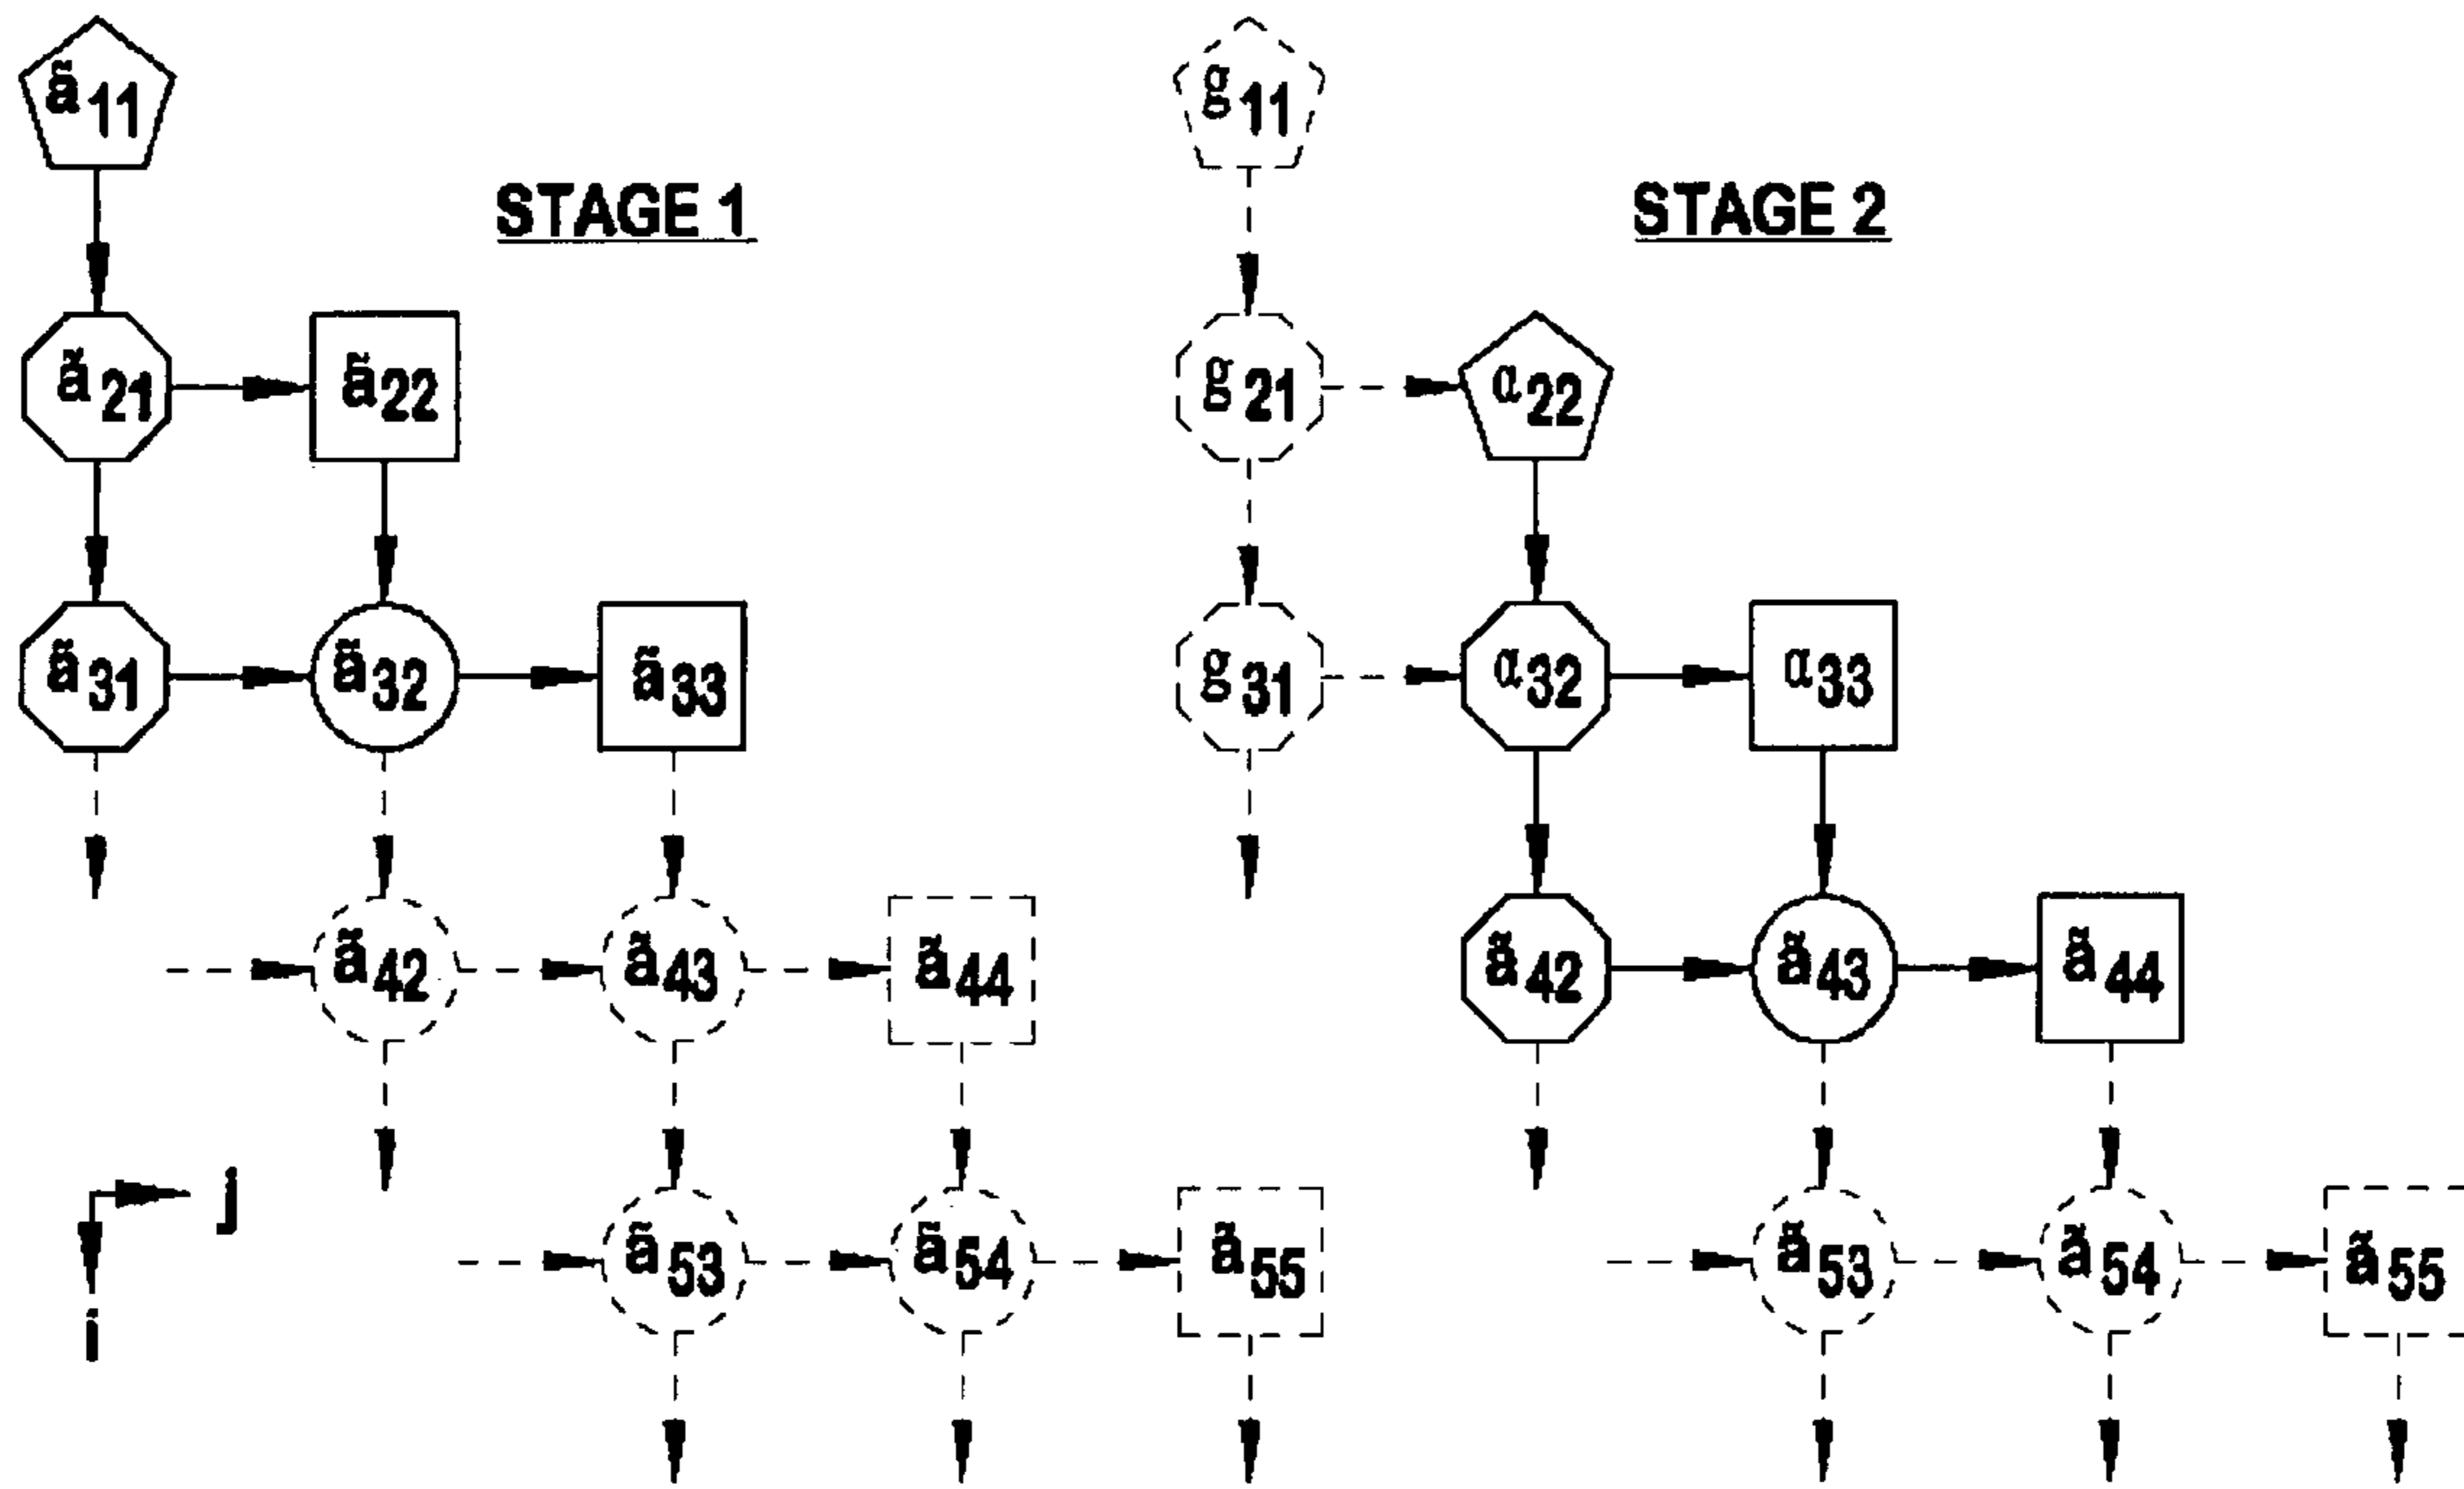 ã11
STAGE 1
ã21 ã22
ã31 ã32 ã33
ã42 ã43 ã44
ã53 ã54 ã55
j
i
g11
STAGE 2
g21 α22
g31 α32 α33
ã42 ã43 ã44
ã53 ã54 ã55